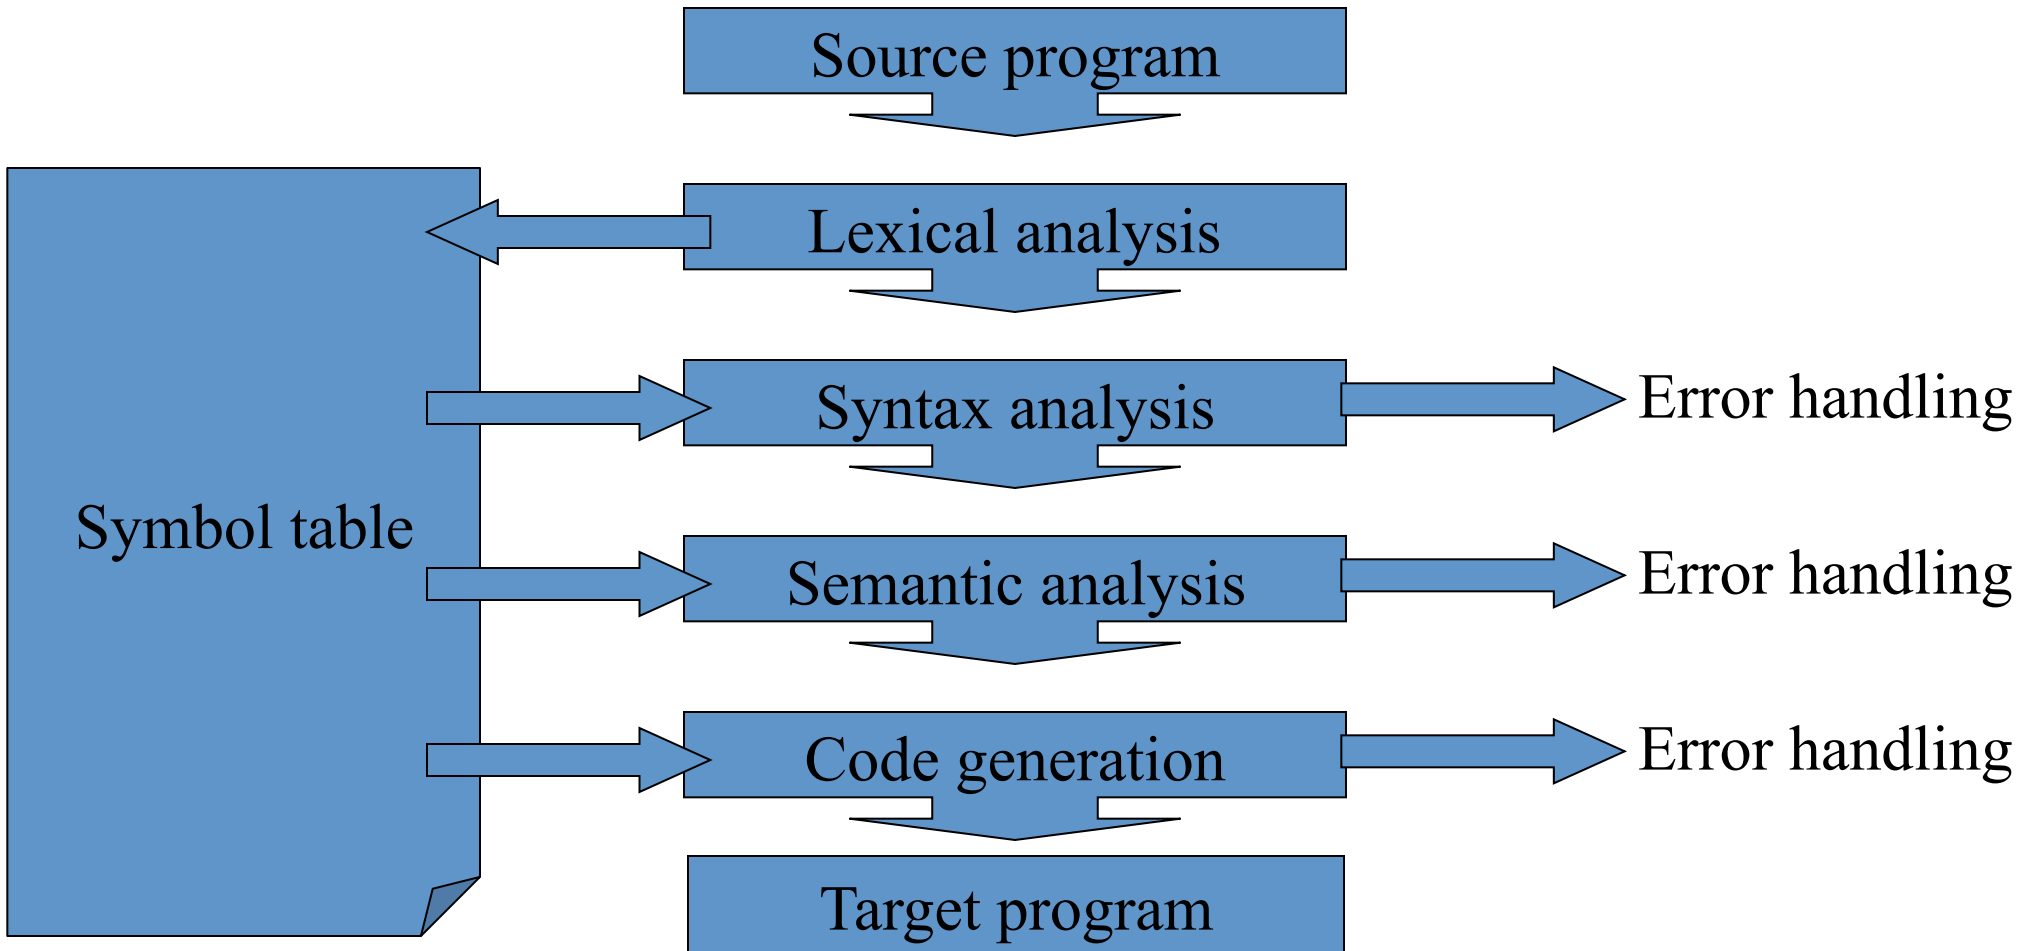 Source program
Lexical analysis
Syntax analysis
Error handling
Symbol table
Semantic analysis
Error handling
Code generation
Error handling
Target program